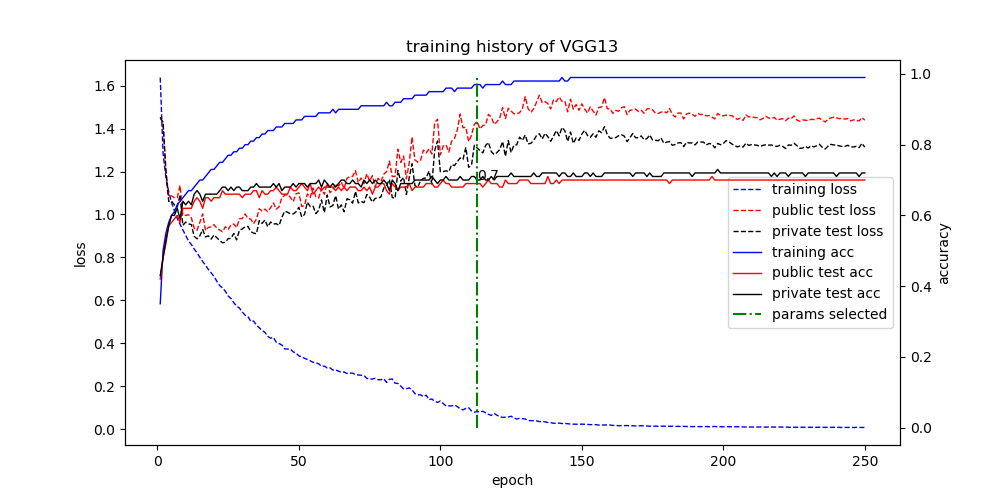 training history of VGG13
1.6
1.4
1.2
1.0
0.8
0.6
0.4
0.2
0.0
loss
0
50
100
150
200
250
epoch
1.0
0.8
0.6
0.4
0.2
0.0
accuracy
0.7
training loss
public test loss
private test loss
training acc
public test acc
private test acc
params selected